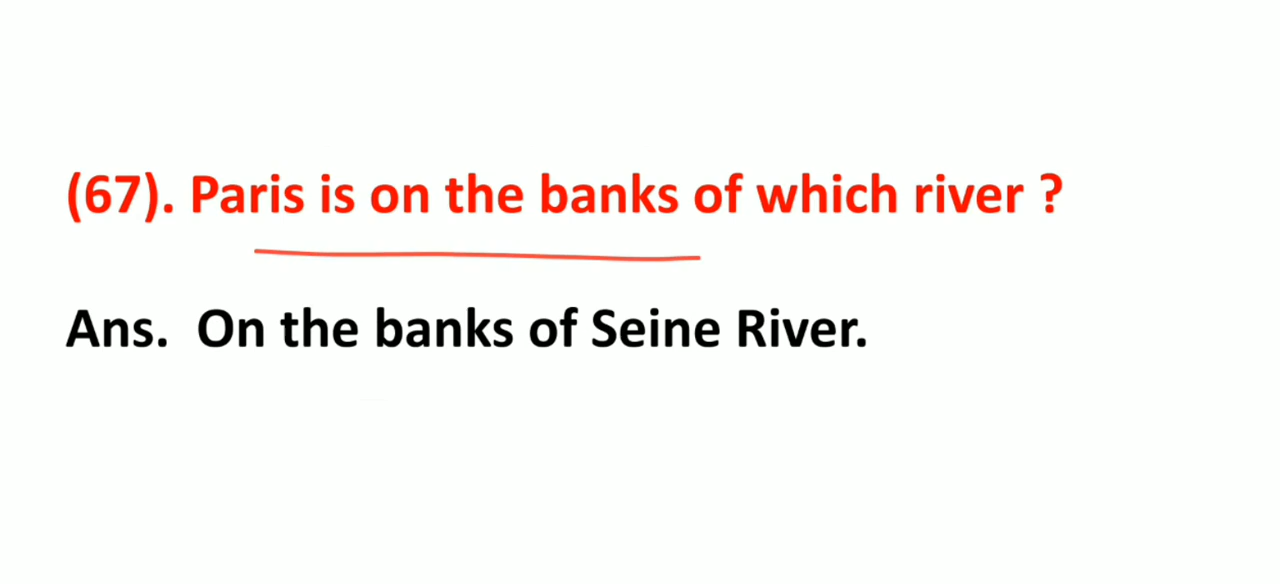 (67). Paris is on the banks of which river ?
Ans. On the banks of Seine River.